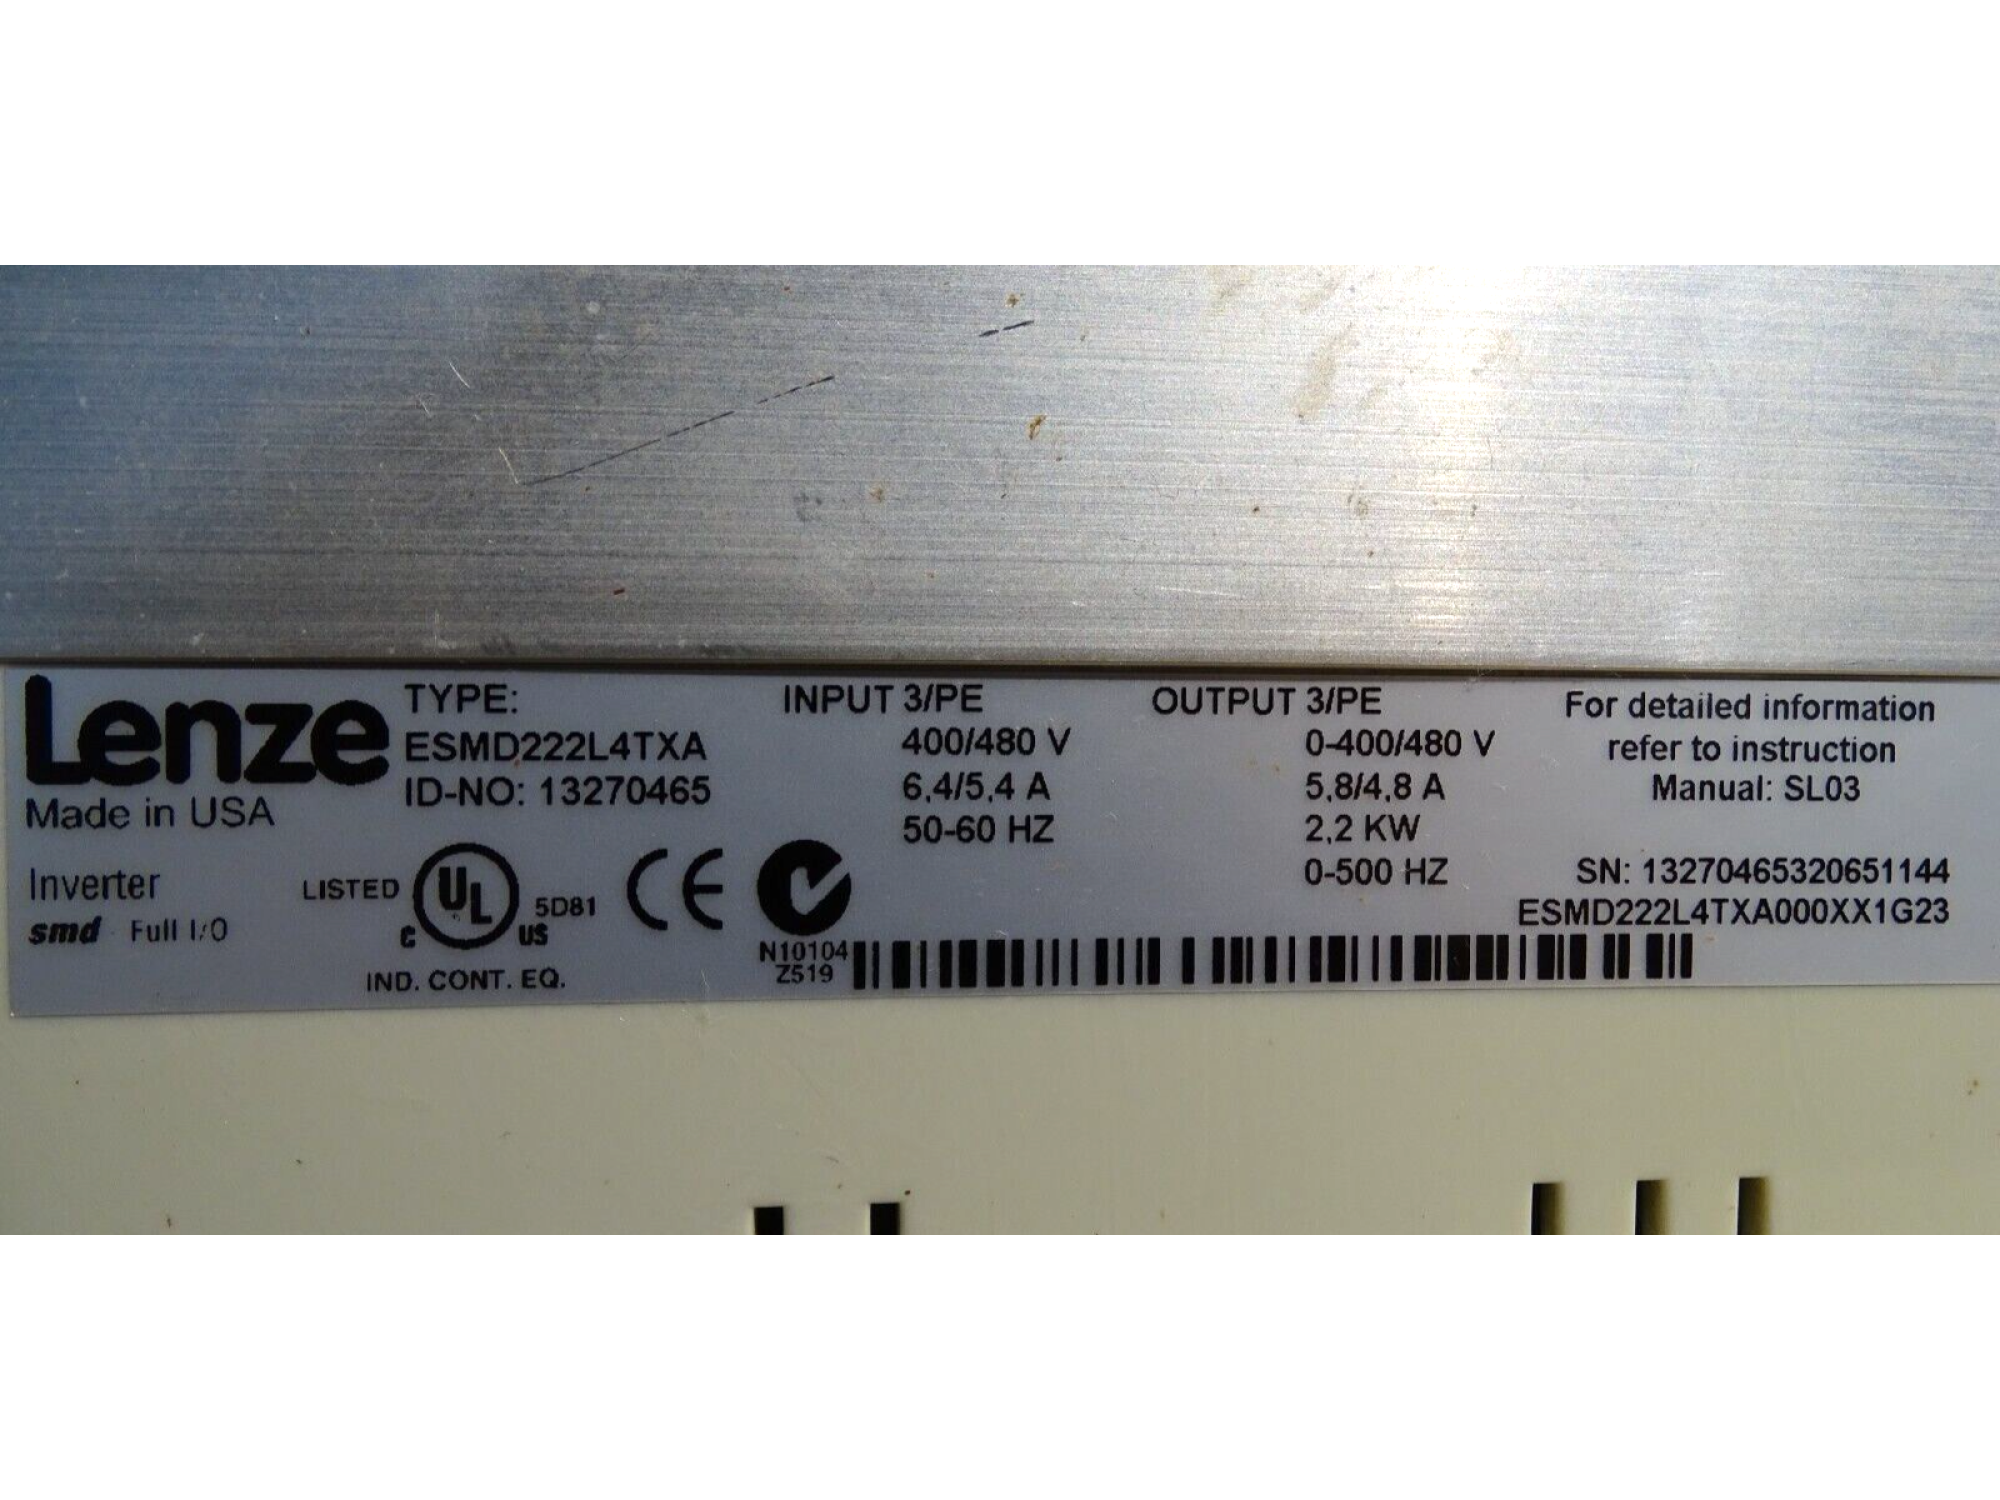 Lenze
Made in USA
Inverter
smd Full I/O
TYPE:
ESMD222L4TXA
ID-NO: 13270465
LISTED
UL
C
US
5D81
IND. CONT. EQ.
CE
N10104
Z519
INPUT 3/PE
400/480 V
6,4/5,4 A
50-60 HZ
OUTPUT 3/PE
0-400/480 V
5,8/4,8 A
2,2 KW
0-500 HZ
For detailed information
refer to instruction
Manual: SL03
SN: 13270465320651144
ESMD222L4TXA000XX1G23